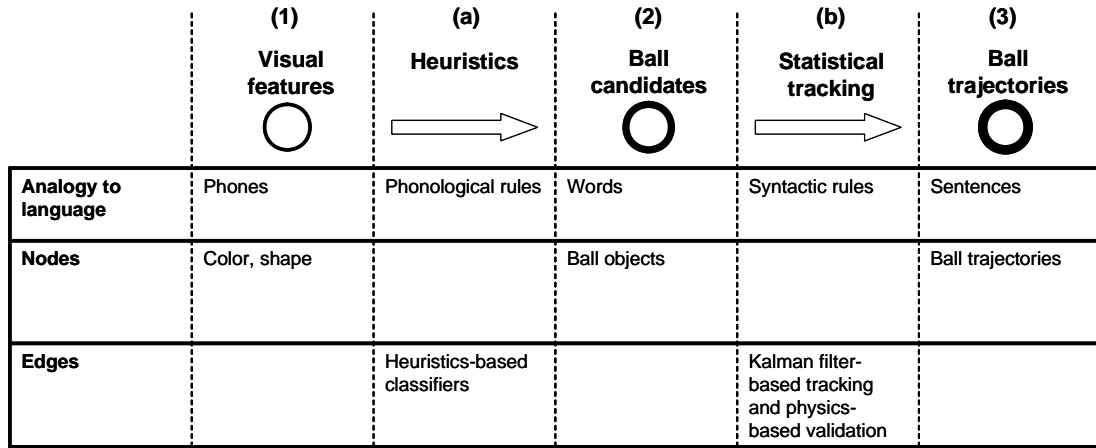 (1) (a) (2) (b) (3)
Visual features Heuristics Ball candidates Statistical tracking Ball trajectories
Analogy to language Phones Phonological rules Words Syntactic rules Sentences
Nodes Color, shape Ball objects Ball trajectories
Edges Heuristics-based classifiers Kalman filter-based tracking and physics-based validation